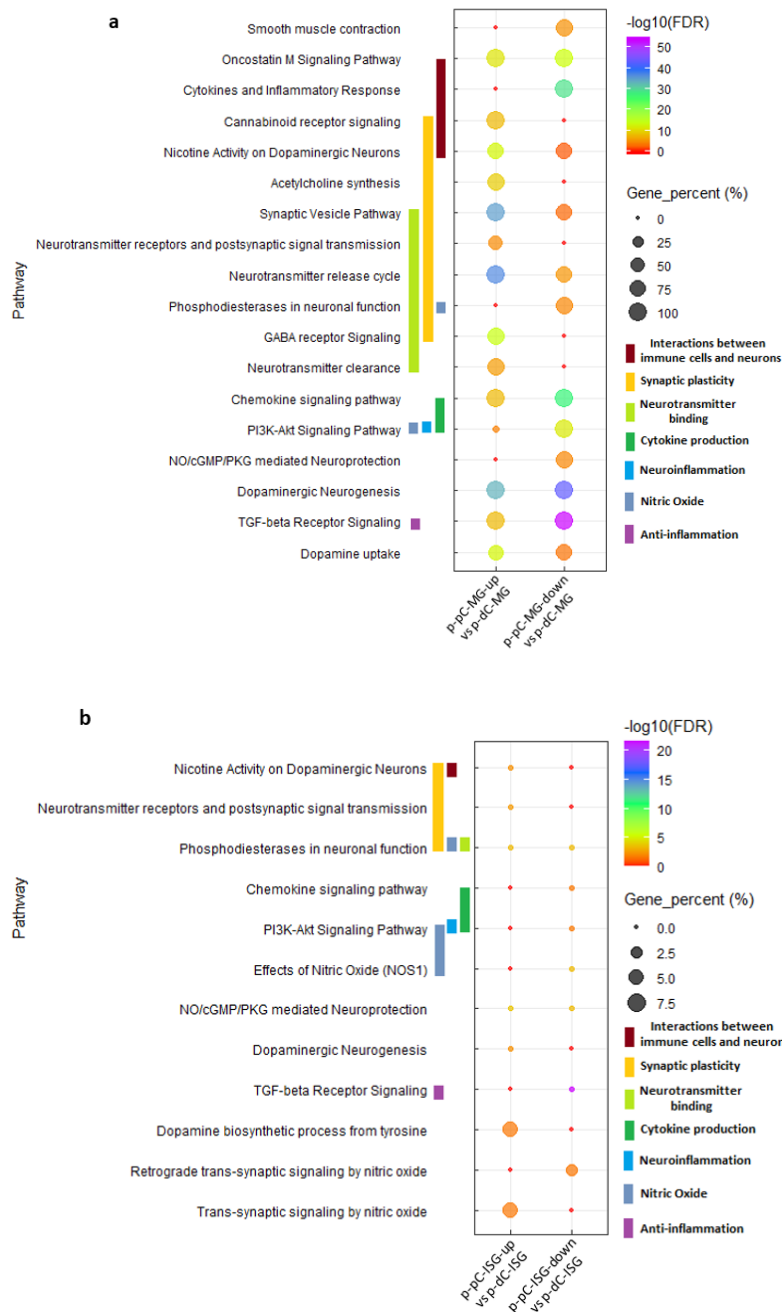 a
Smooth muscle contraction
Oncostatin M Signaling Pathway
Cytokines and Inflammatory Response
Cannabinoid receptor signaling
Nicotine Activity on Dopaminergic Neurons
Acetylcholine synthesis
Synaptic Vesicle Pathway
Neurotransmitter receptors and postsynaptic signal transmission
Neurotransmitter release cycle
Phosphodiesterases in neuronal function
GABA receptor Signaling
Neurotransmitter clearance
Chemokine signaling pathway
PI3K-Akt Signaling Pathway
NO/cGMP/PKG mediated Neuroprotection
Dopaminergic Neurogenesis
TGF-beta Receptor Signaling
Dopamine uptake
Pathway
p-pC-MG-up
vs p-dC-MG
p-pC-MG-down
vs p-dC-MG
-log10(FDR)
50
40
30
20
10
0
Gene_percent (%)
0
25
50
75
100
Interactions between
immune cells and neurons
Synaptic plasticity
Neurotransmitter
binding
Cytokine production
Neuroinflammation
Nitric Oxide
Anti-inflammation
b
Nicotine Activity on Dopaminergic Neurons
Neurotransmitter receptors and postsynaptic signal transmission
Phosphodiesterases in neuronal function
Chemokine signaling pathway
PI3K-Akt Signaling Pathway
Effects of Nitric Oxide (NOS1)
NO/cGMP/PKG mediated Neuroprotection
Dopaminergic Neurogenesis
TGF-beta Receptor Signaling
Dopamine biosynthetic process from tyrosine
Retrograde trans-synaptic signaling by nitric oxide
Trans-synaptic signaling by nitric oxide
Pathway
p-pC-ISG-up
vs p-dC-ISG
p-pC-ISG-down
vs p-dC-ISG
-log10(FDR)
20
15
10
5
0
Gene_percent (%)
0.0
2.5
5.0
7.5
Interactions between
immune cells and neuron
Synaptic plasticity
Neurotransmitter
binding
Cytokine production
Neuroinflammation
Nitric Oxide
Anti-inflammation